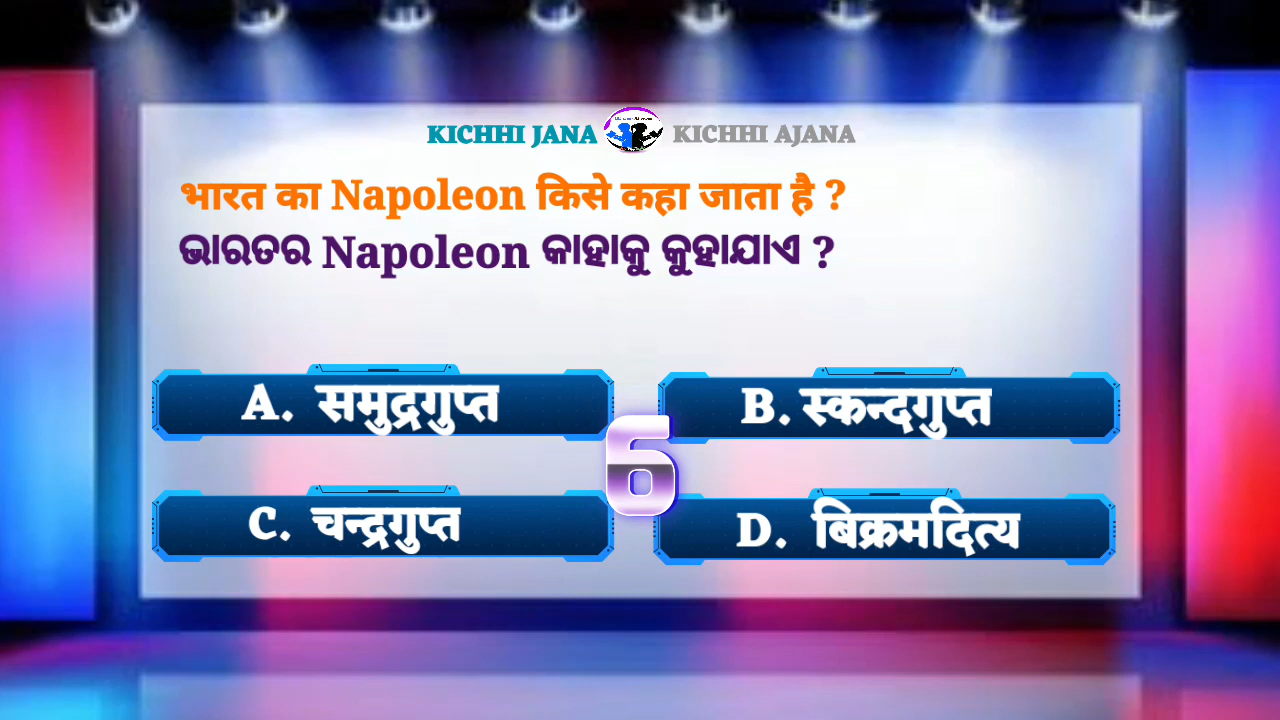 KICHHI JANA KICHHI AJANA
भारत का Napoleon किसे कहा जाता है ?
ଭାରତର Napoleon କାହାକୁ କୁହାଯାଏ ?
A. समुद्रगुप्त
B. स्कन्दगुप्त
6
C. चन्द्रगुप्त
D. बिक्रमदित्य